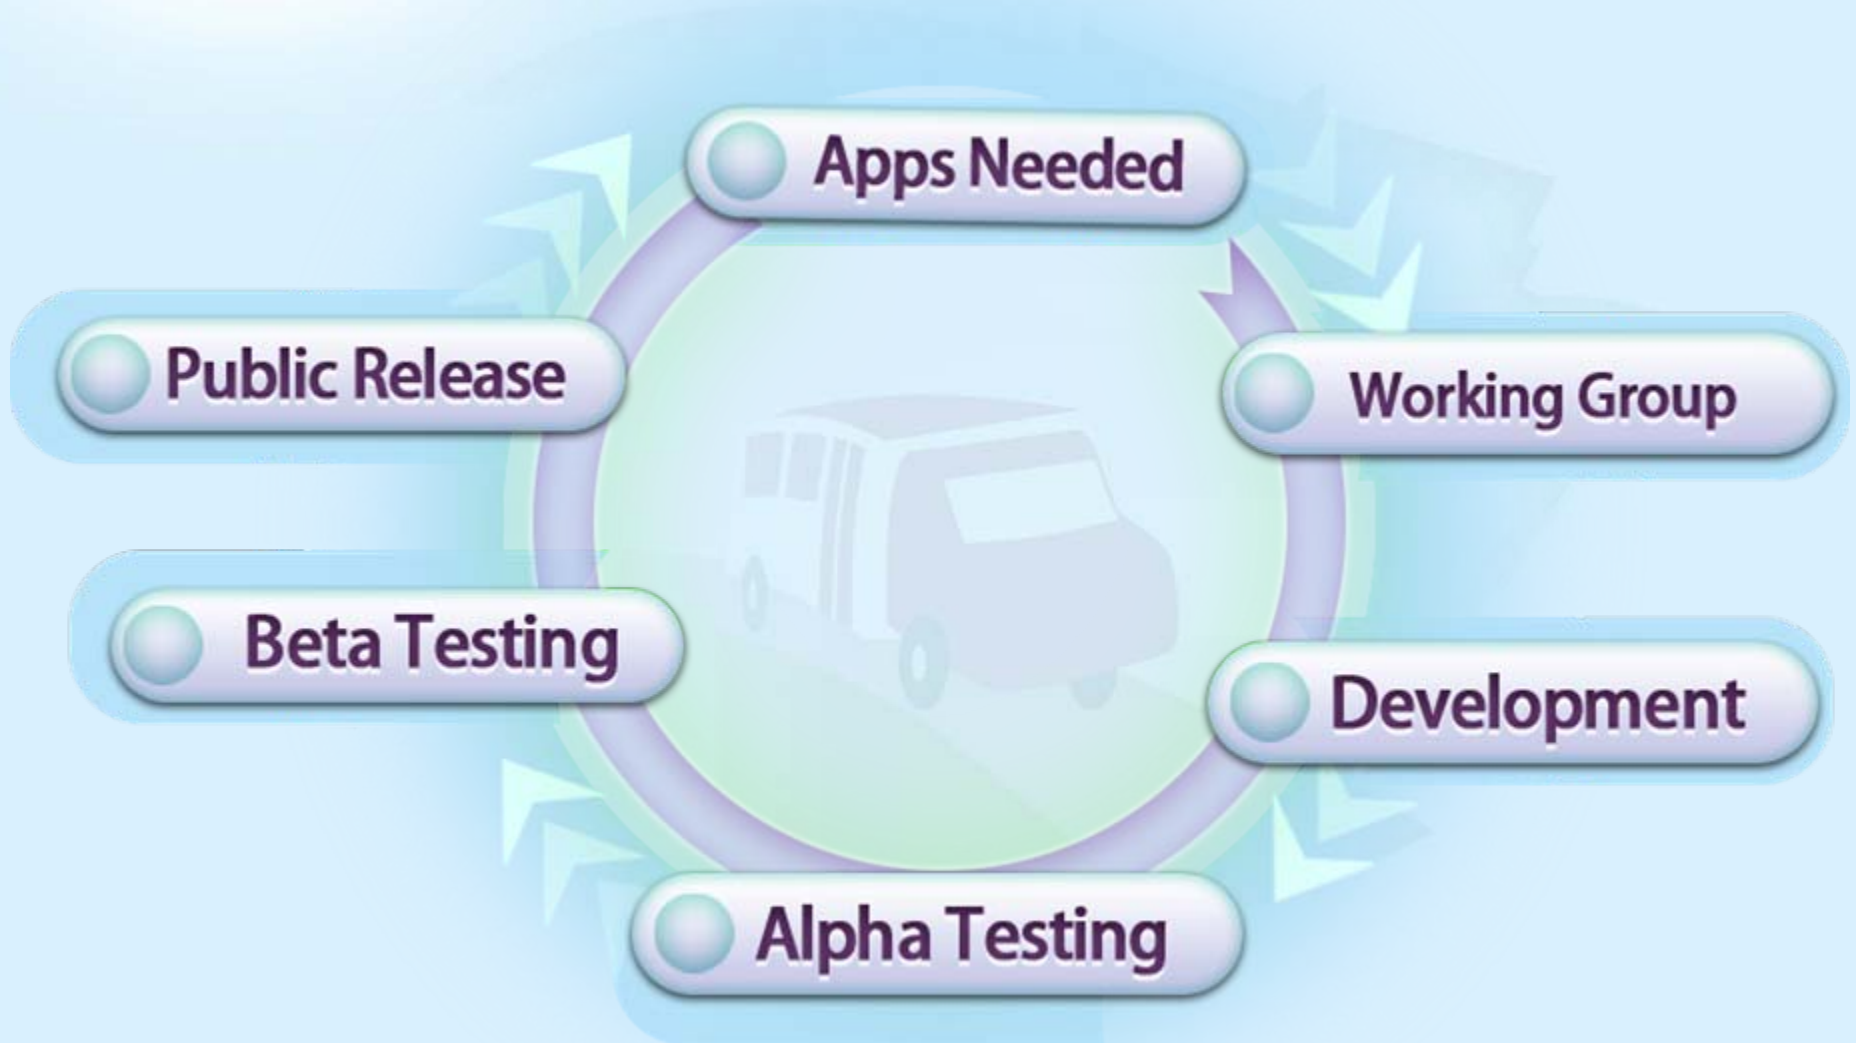 Apps Needed
Working Group
Development
Alpha Testing
Beta Testing
Public Release